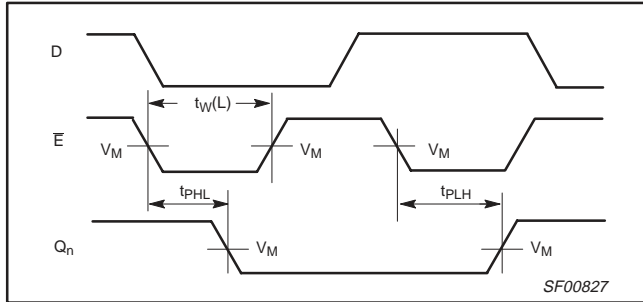 D
tW(L)
E̅
VM VM VM
tPHL tPLH
Qn VM VM
SF00827